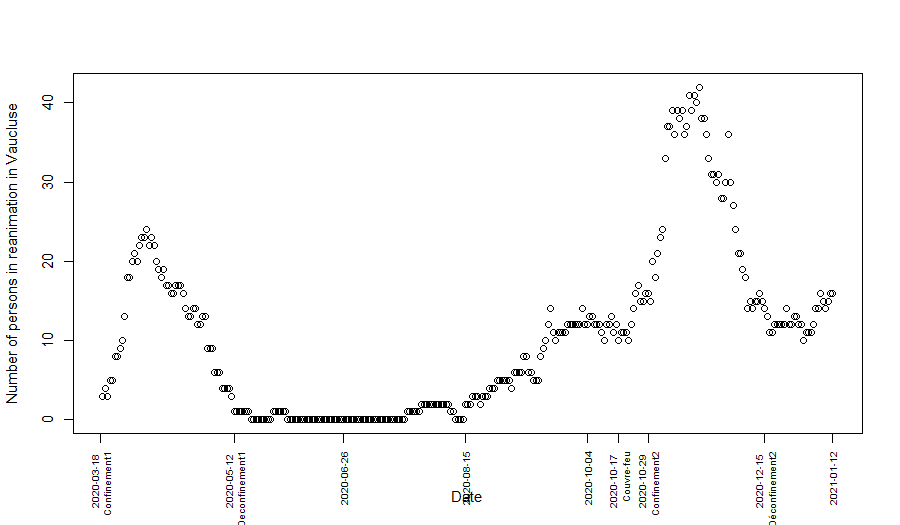 Number of persons in reanimation in Vaucluse
40
30
20
10
0
2020-03-18
Confinement1
2020-05-12
Deconfinement1
2020-06-26
2020-08-15
2020-10-04
2020-10-17
Couvre-feu
2020-10-29
Confinement2
2020-12-15
Déconfinement2
2021-01-12
Date